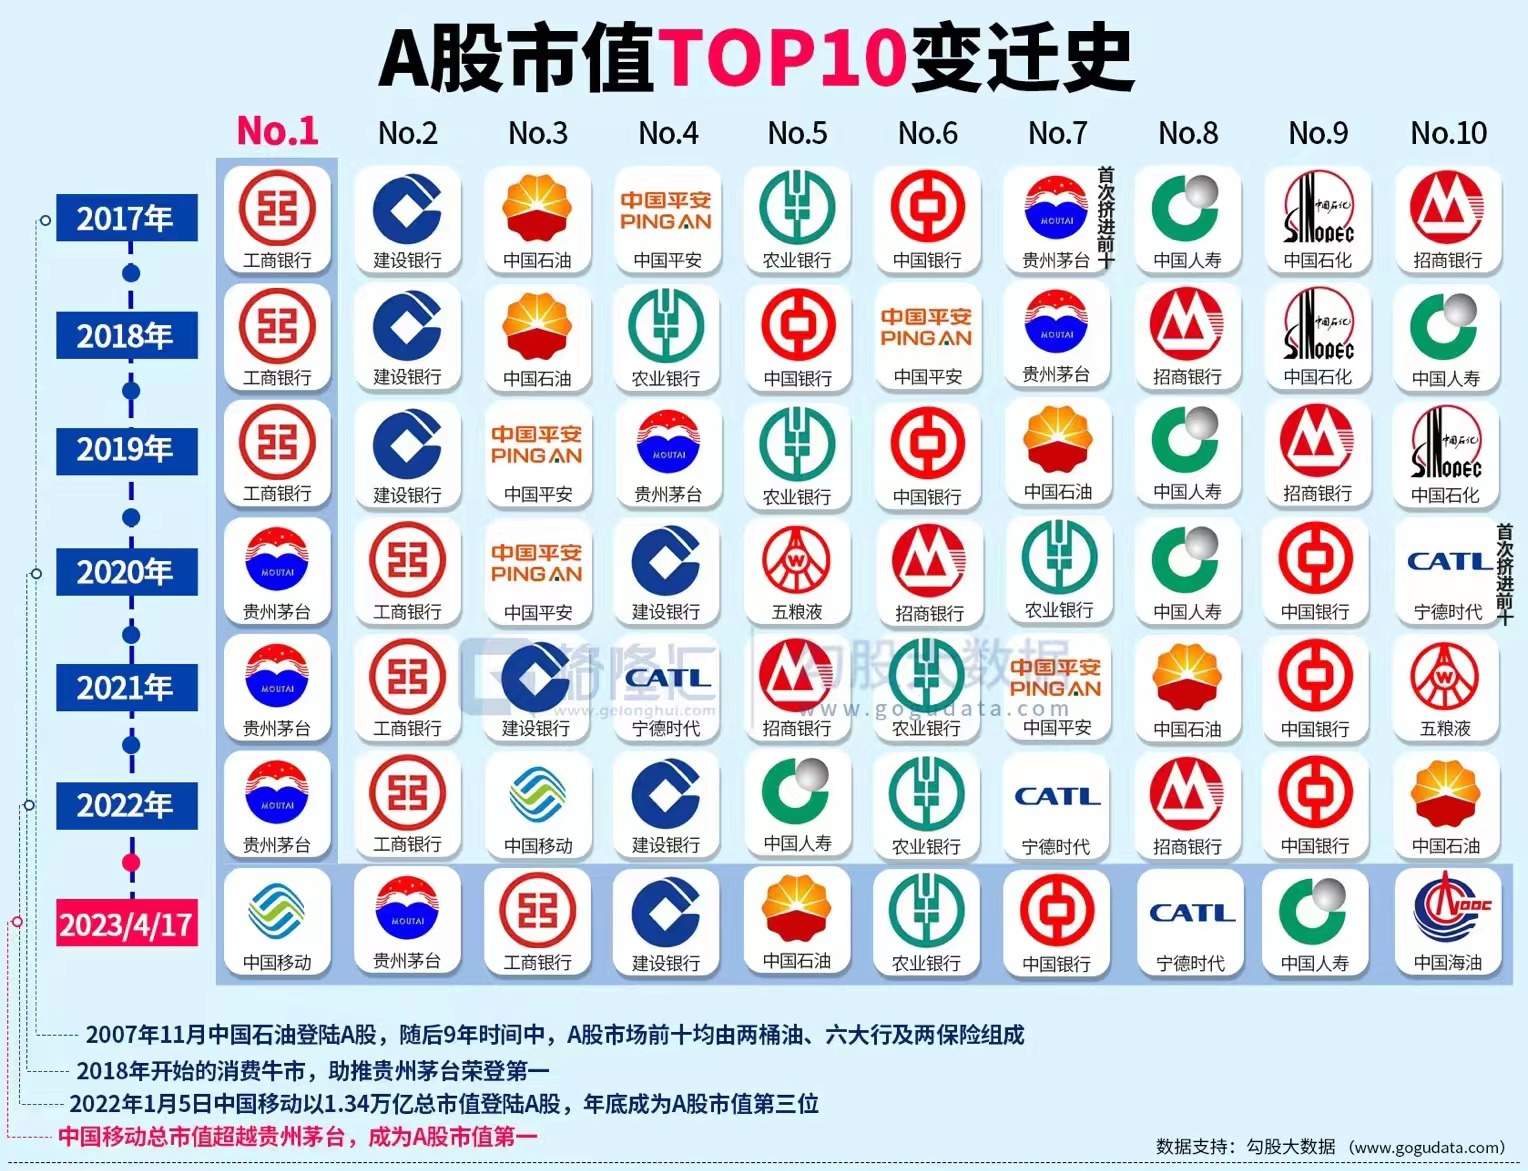 A股市值TOP10变迁史
No.1 No.2 No.3 No.4 No.5 No.6 No.7 No.8 No.9 No.10
2017年
中国平安 PING AN
MOUTAI
首次挤进前十
中国石化 SINOPEC
工商银行 建设银行 中国石油 中国平安 农业银行 中国银行 贵州茅台 中国人寿 中国石化 招商银行
2018年
中国平安 PING AN
MOUTAI
中国石化 SINOPEC
工商银行 建设银行 中国石油 农业银行 中国银行 中国平安 贵州茅台 招商银行 中国石化 中国人寿
2019年
中国平安 PING AN
MOUTAI
中国石化 SINOPEC
工商银行 建设银行 中国平安 贵州茅台 农业银行 中国银行 中国石油 中国人寿 招商银行 中国石化
2020年
MOUTAI
中国平安 PING AN
W
CATL
首次挤进前十
贵州茅台 工商银行 中国平安 建设银行 五粮液 招商银行 农业银行 中国人寿 中国银行 宁德时代
2021年
MOUTAI
CATL
中国平安 PING AN
W
格隆汇 勾股大数据
www.gelonghui.com www.gogudata.com
贵州茅台 工商银行 建设银行 宁德时代 招商银行 农业银行 中国平安 中国石油 中国银行 五粮液
2022年
MOUTAI
CATL
贵州茅台 工商银行 中国移动 建设银行 中国人寿 农业银行 宁德时代 招商银行 中国银行 中国石油
2023/4/17
MOUTAI
CATL
CNOOC
中国移动 贵州茅台 工商银行 建设银行 中国石油 农业银行 中国银行 宁德时代 中国人寿 中国海油
2007年11月中国石油登陆A股，随后9年时间中，A股市场前十均由两桶油、六大行及两保险组成
2018年开始的消费牛市，助推贵州茅台荣登第一
2022年1月5日中国移动以1.34万亿总市值登陆A股，年底成为A股市值第三位
中国移动总市值超越贵州茅台，成为A股市值第一
数据支持：勾股大数据（www.gogudata.com）